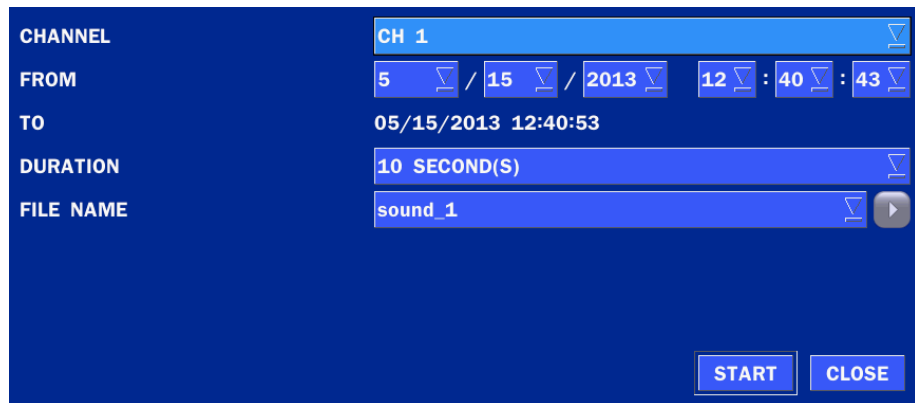 CHANNEL CH 1
FROM 5 / 15 / 2013 12 : 40 : 43
TO 05/15/2013 12:40:53
DURATION 10 SECOND(S)
FILE NAME sound_1
START CLOSE